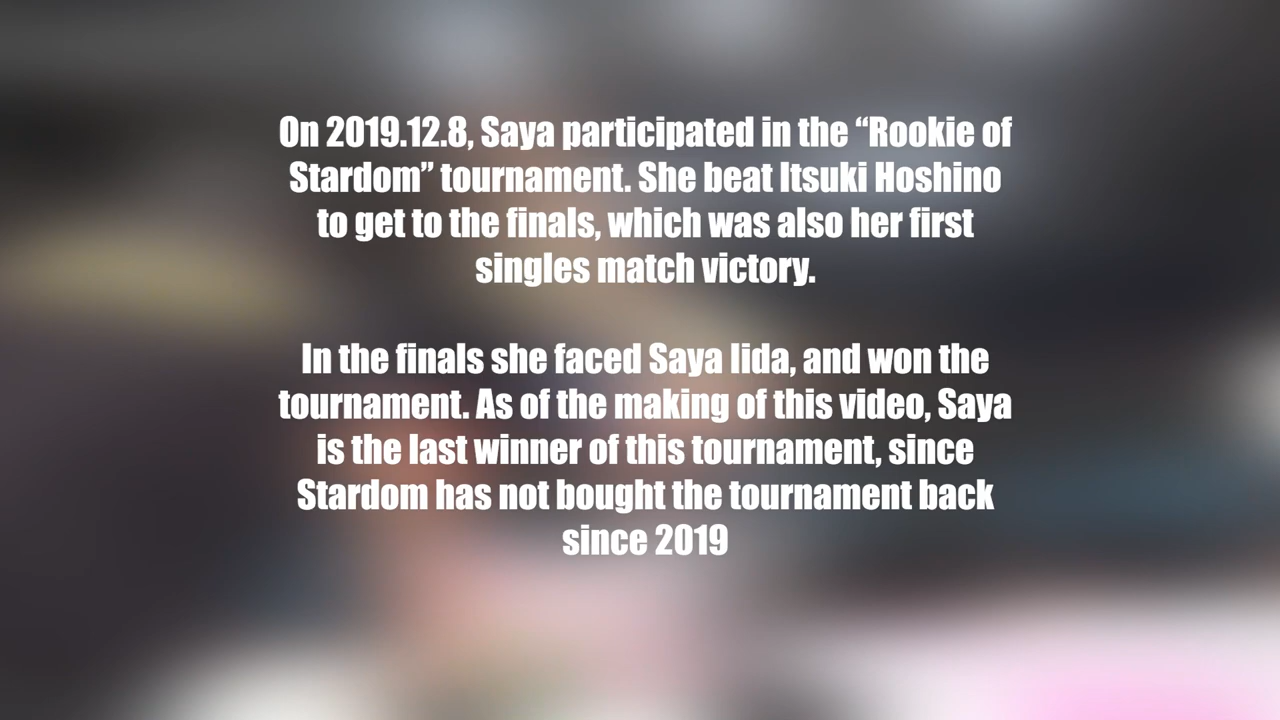 On 2019.12.8, Saya participated in the “Rookie of
Stardom” tournament. She beat Itsuki Hoshino
to get to the finals, which was also her first
singles match victory.
In the finals she faced Saya Iida, and won the
tournament. As of the making of this video, Saya
is the last winner of this tournament, since
Stardom has not bought the tournament back
since 2019